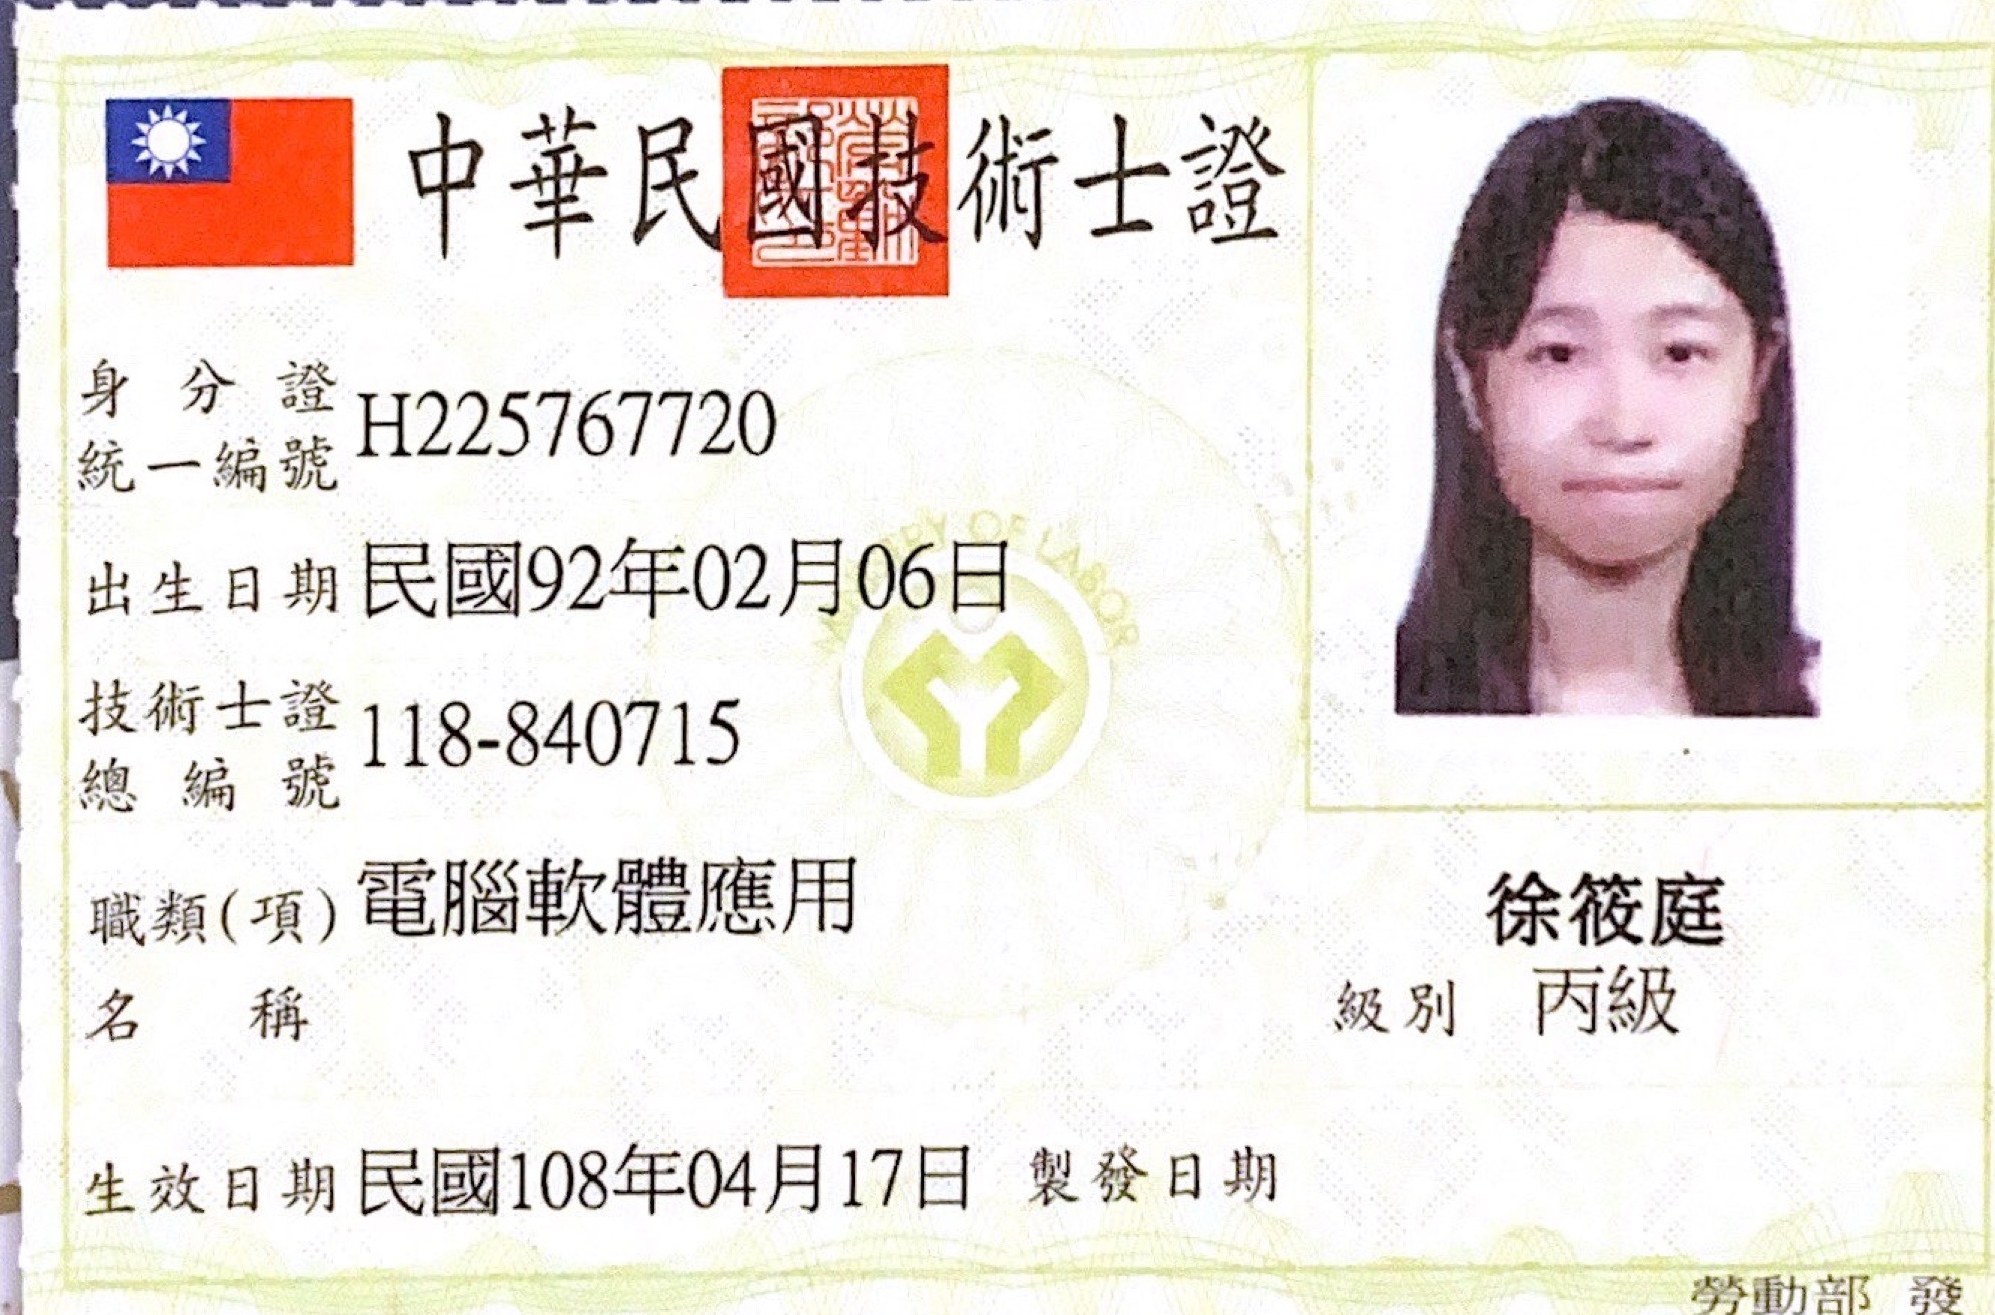 中華民國技術士證
身分證
統一編號 H225767720
出生日期 民國92年02月06日
MINISTRY OF LABOR
技術士證
總編號 118-840715
職類(項)
名稱 電腦軟體應用
徐筱庭
級別 丙級
生效日期 民國108年04月17日 製發日期
勞動部 發